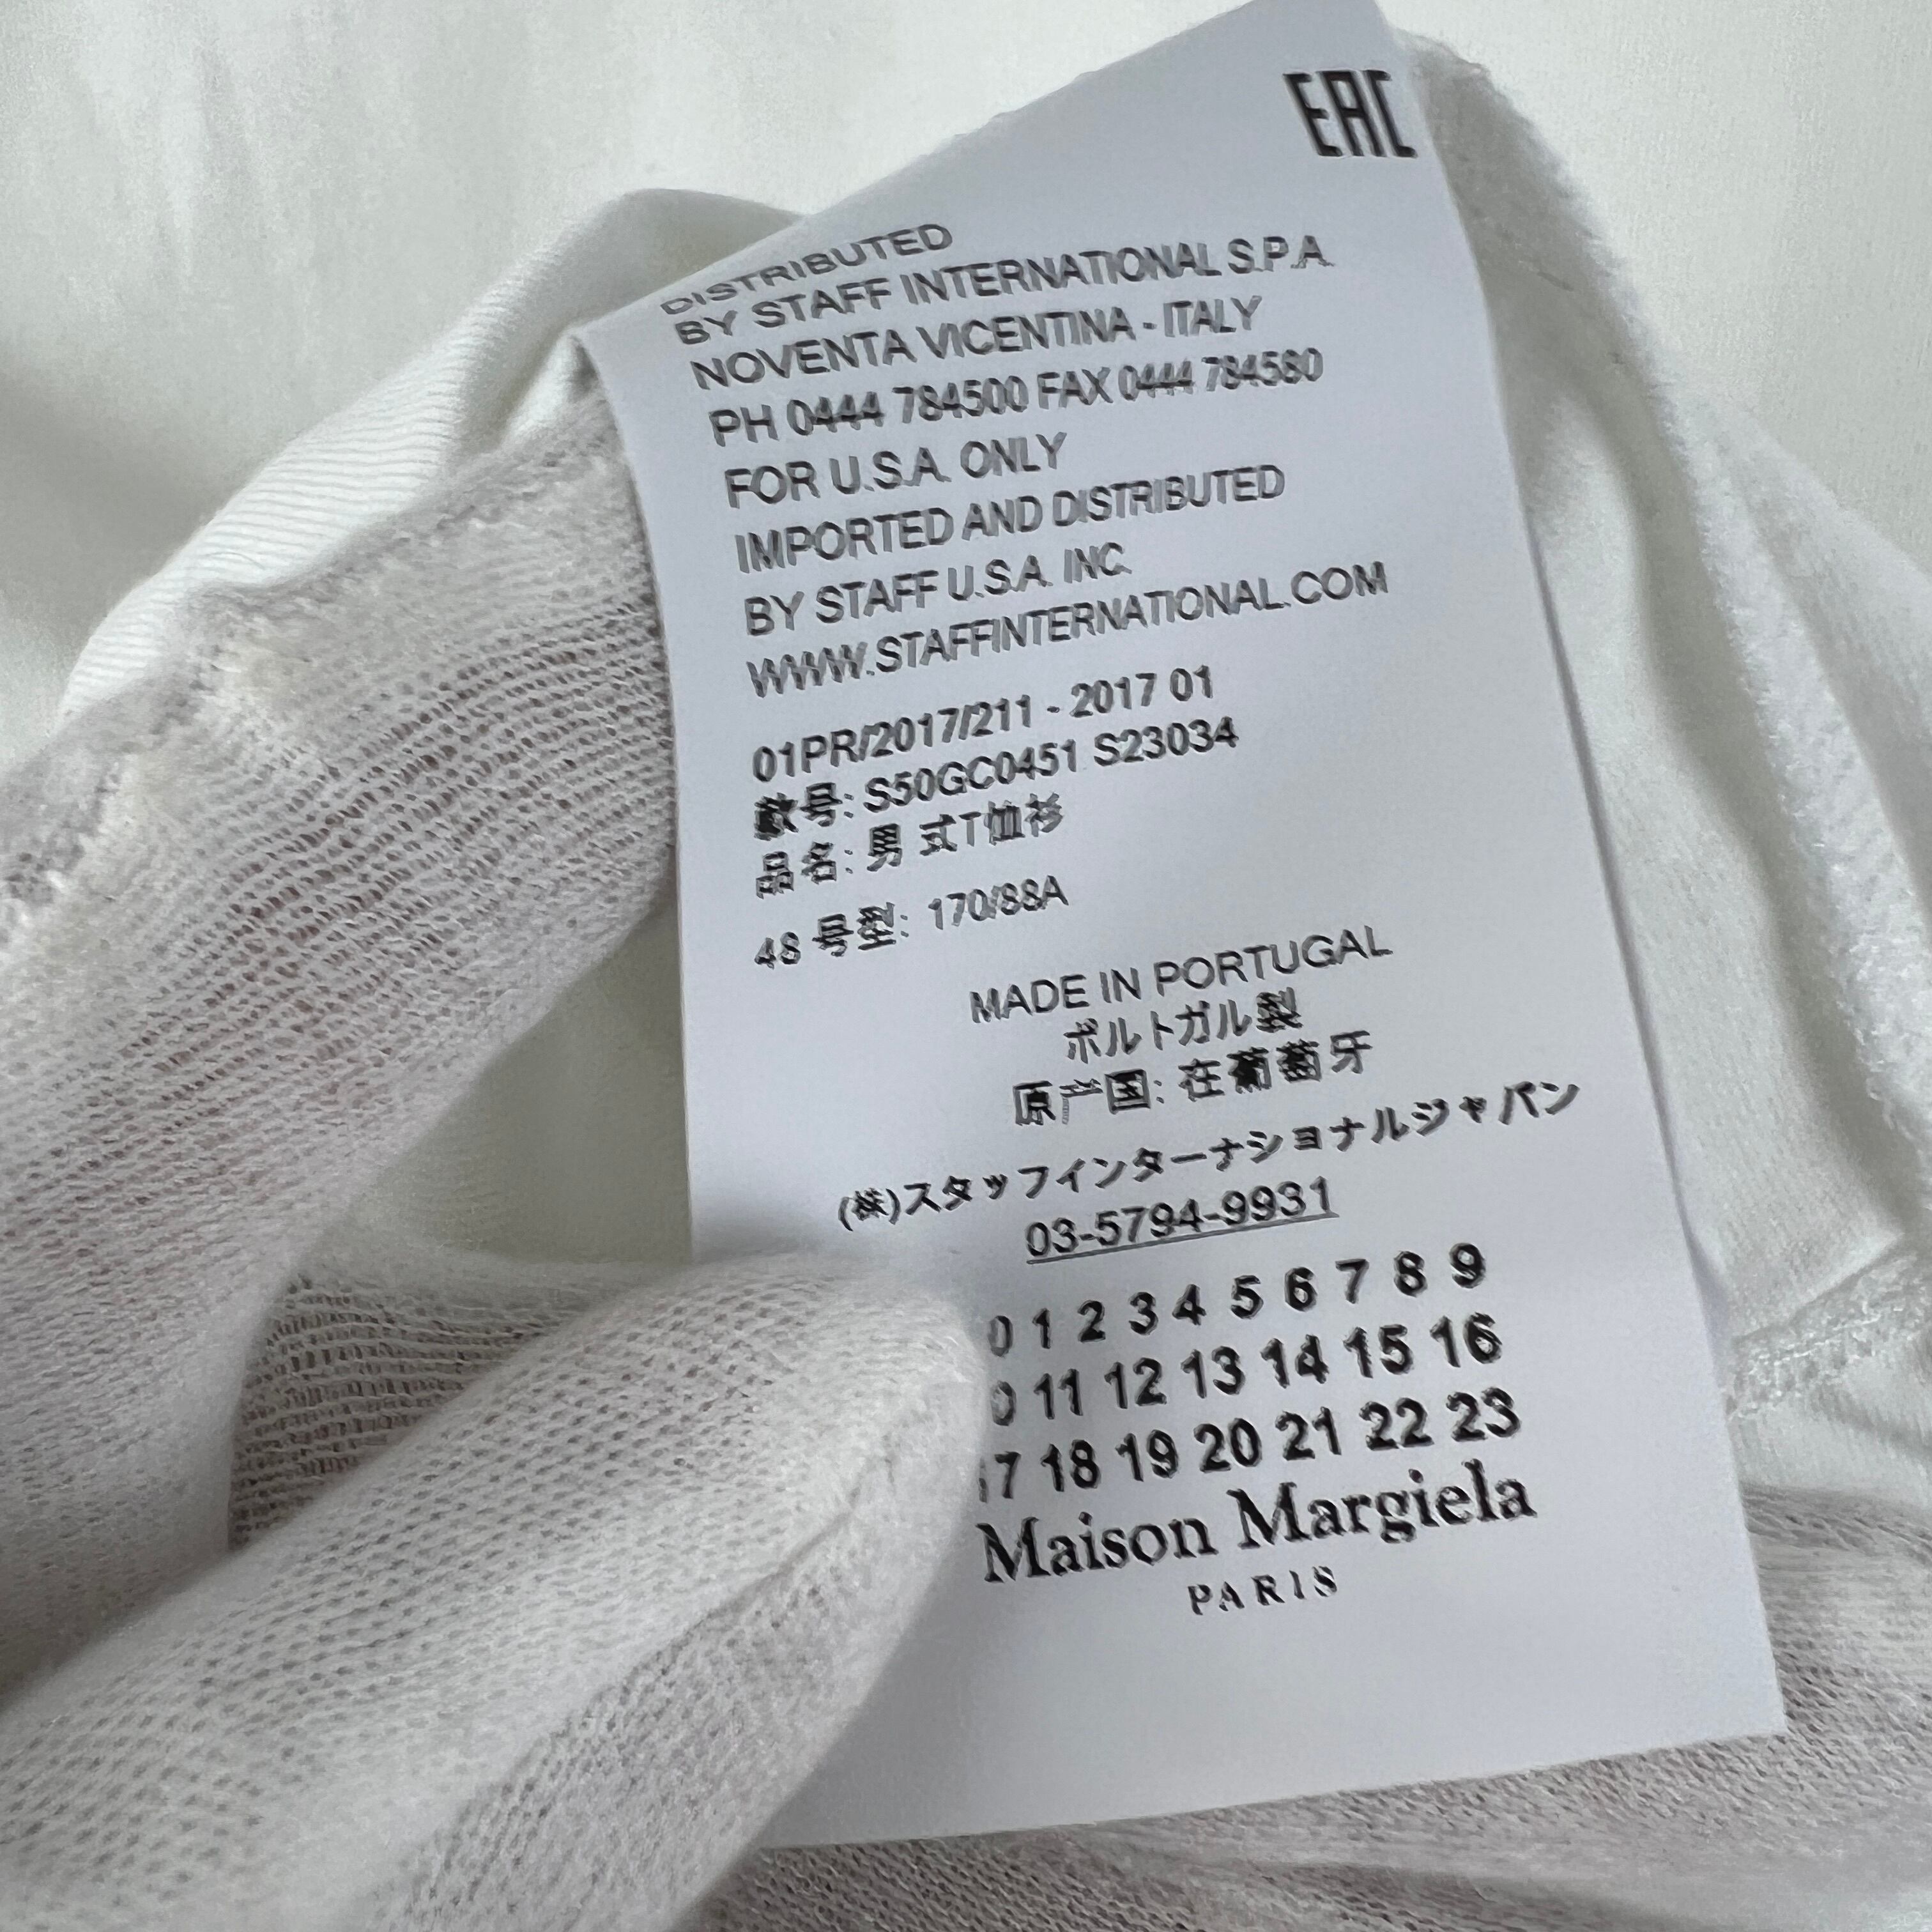 EAC
DISTRIBUTED
BY STAFF INTERNATIONAL S.P.A.
NOVENTA VICENTINA - ITALY
PH 0444 784500 FAX 0444 784580
FOR U.S.A. ONLY
IMPORTED AND DISTRIBUTED
BY STAFF U.S.A. INC.
WWW.STAFFINTERNATIONAL.COM
01PR/2017/211 - 2017 01
款号: S50GC0451 S23034
品名: 男 式T恤衫
48 号型: 170/88A
MADE IN PORTUGAL
ポルトガル製
原产国: 在葡萄牙
(株)スタッフインターナショナルジャパン
03-5794-9931
0 1 2 3 4 5 6 7 8 9
0 11 12 13 14 15 16
17 18 19 20 21 22 23
Maison Margiela
PARIS